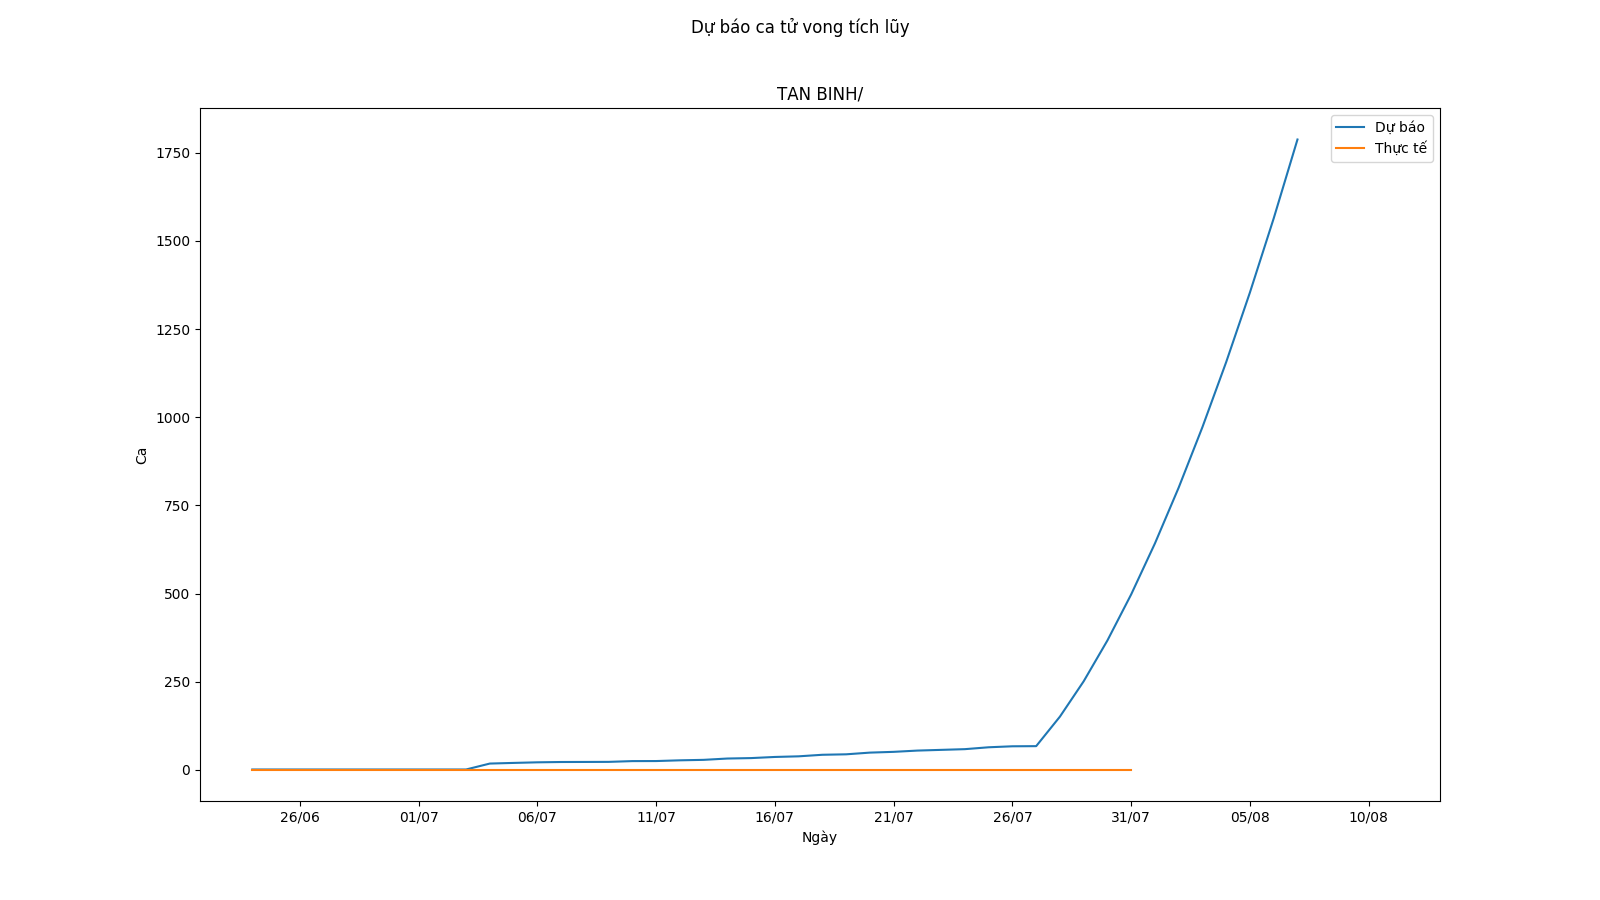 Dự báo ca tử vong tích lũy
TAN BINH/
Dự báo
Thực tế
1750
1500
1250
1000
750
500
250
0
Ca
26/06 01/07 06/07 11/07 16/07 21/07 26/07 31/07 05/08 10/08
Ngày